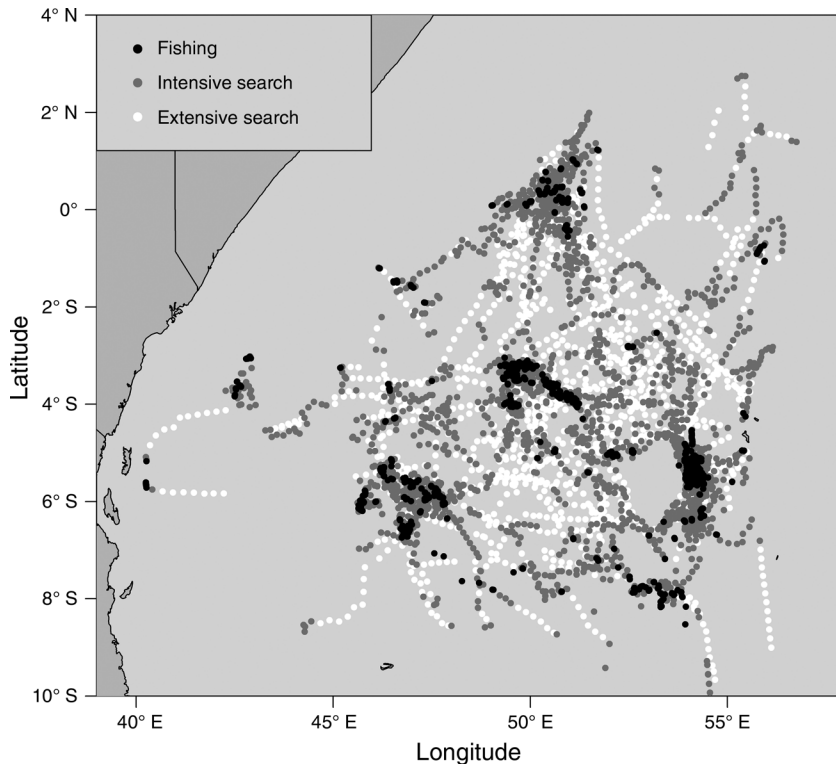 4° N
2° N
0°
2° S
4° S
6° S
8° S
10° S
Latitude
Fishing
Intensive search
Extensive search
40° E
45° E
50° E
55° E
Longitude